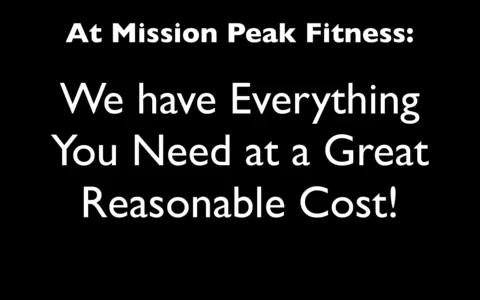 At Mission Peak Fitness:
We have Everything
You Need at a Great
Reasonable Cost!